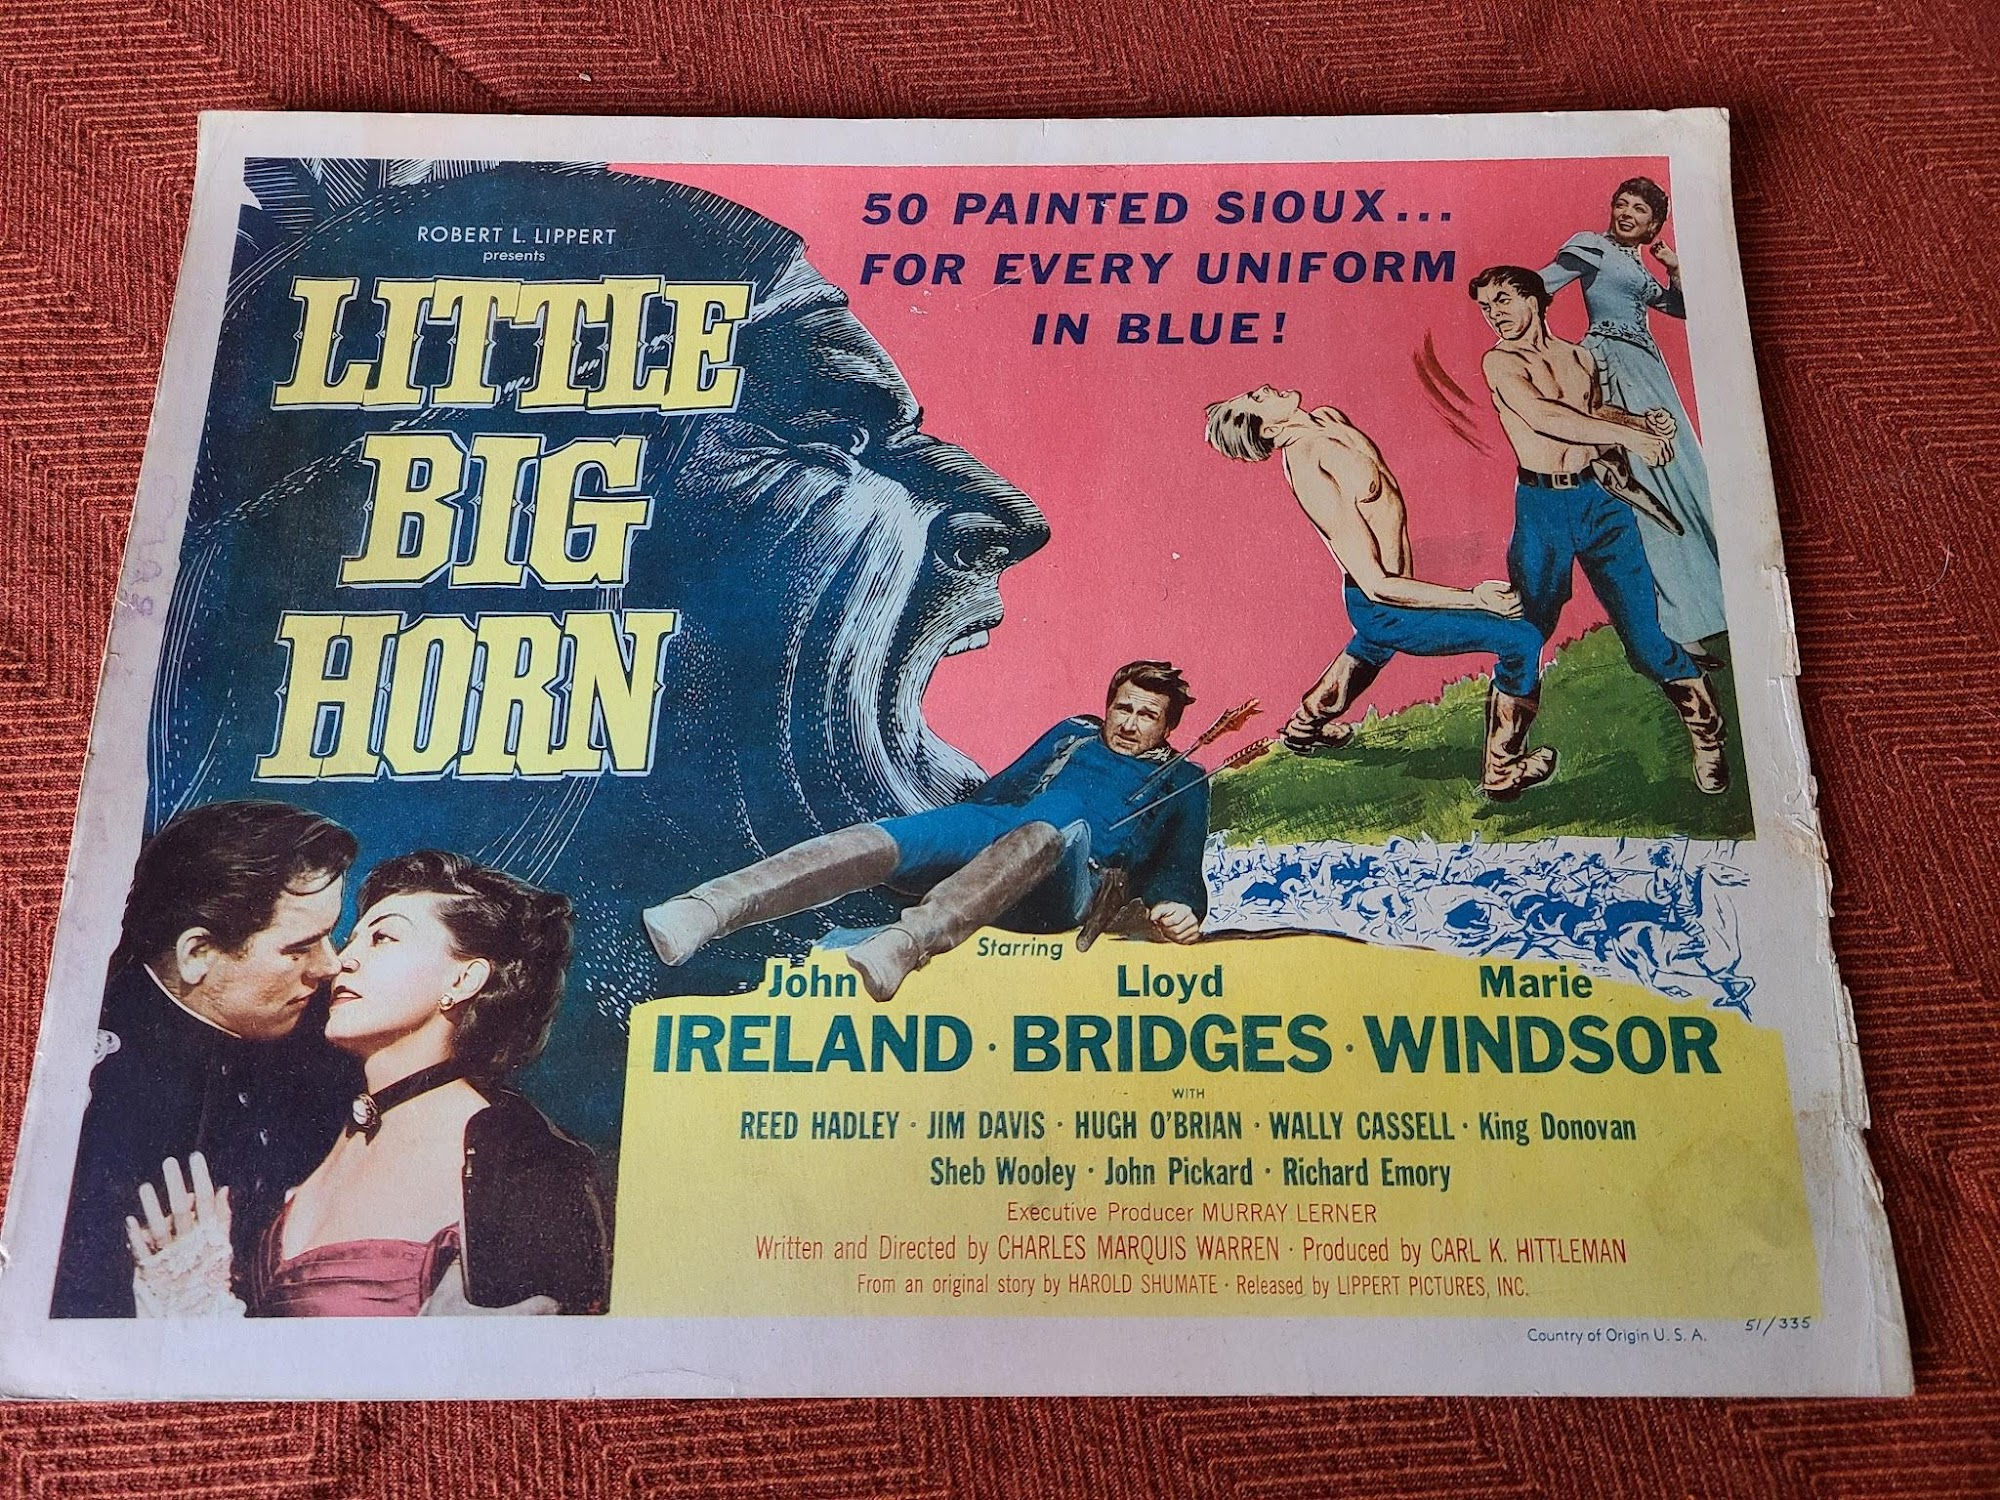 ROBERT L. LIPPERT
presents
LITTLE
BIG
HORN
50 PAINTED SIOUX...
FOR EVERY UNIFORM
IN BLUE!
Starring
John Lloyd Marie
IRELAND · BRIDGES · WINDSOR
WITH
REED HADLEY · JIM DAVIS · HUGH O'BRIAN · WALLY CASSELL · King Donovan
Sheb Wooley · John Pickard · Richard Emory
Executive Producer MURRAY LERNER
Written and Directed by CHARLES MARQUIS WARREN · Produced by CARL K. HITTLEMAN
From an original story by HAROLD SHUMATE · Released by LIPPERT PICTURES, INC.
Country of Origin U. S. A. 51/335